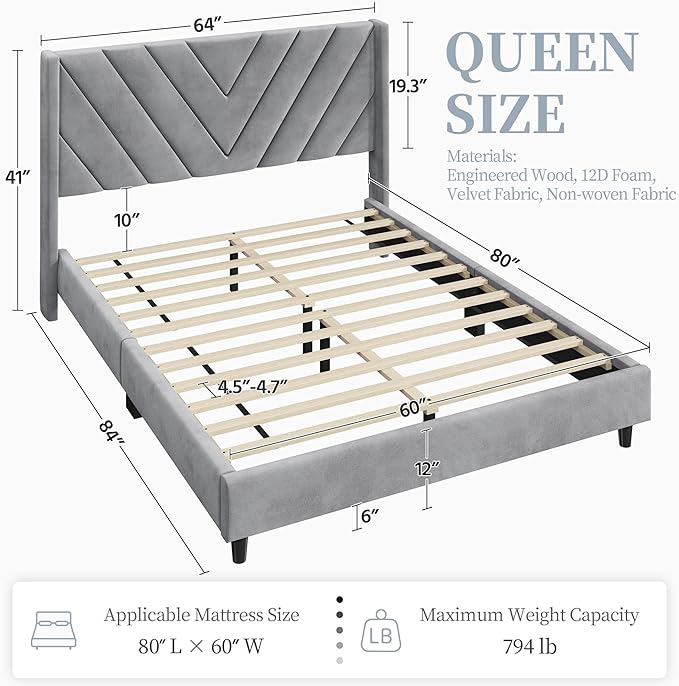 64″
QUEEN
SIZE
19.3″
Materials:
Engineered Wood, 12D Foam,
Velvet Fabric, Non-woven Fabric
41″
10″
80″
4.5″-4.7″
60″
84″
12″
6″
Applicable Mattress Size
80″ L × 60″ W
LB
Maximum Weight Capacity
794 lb